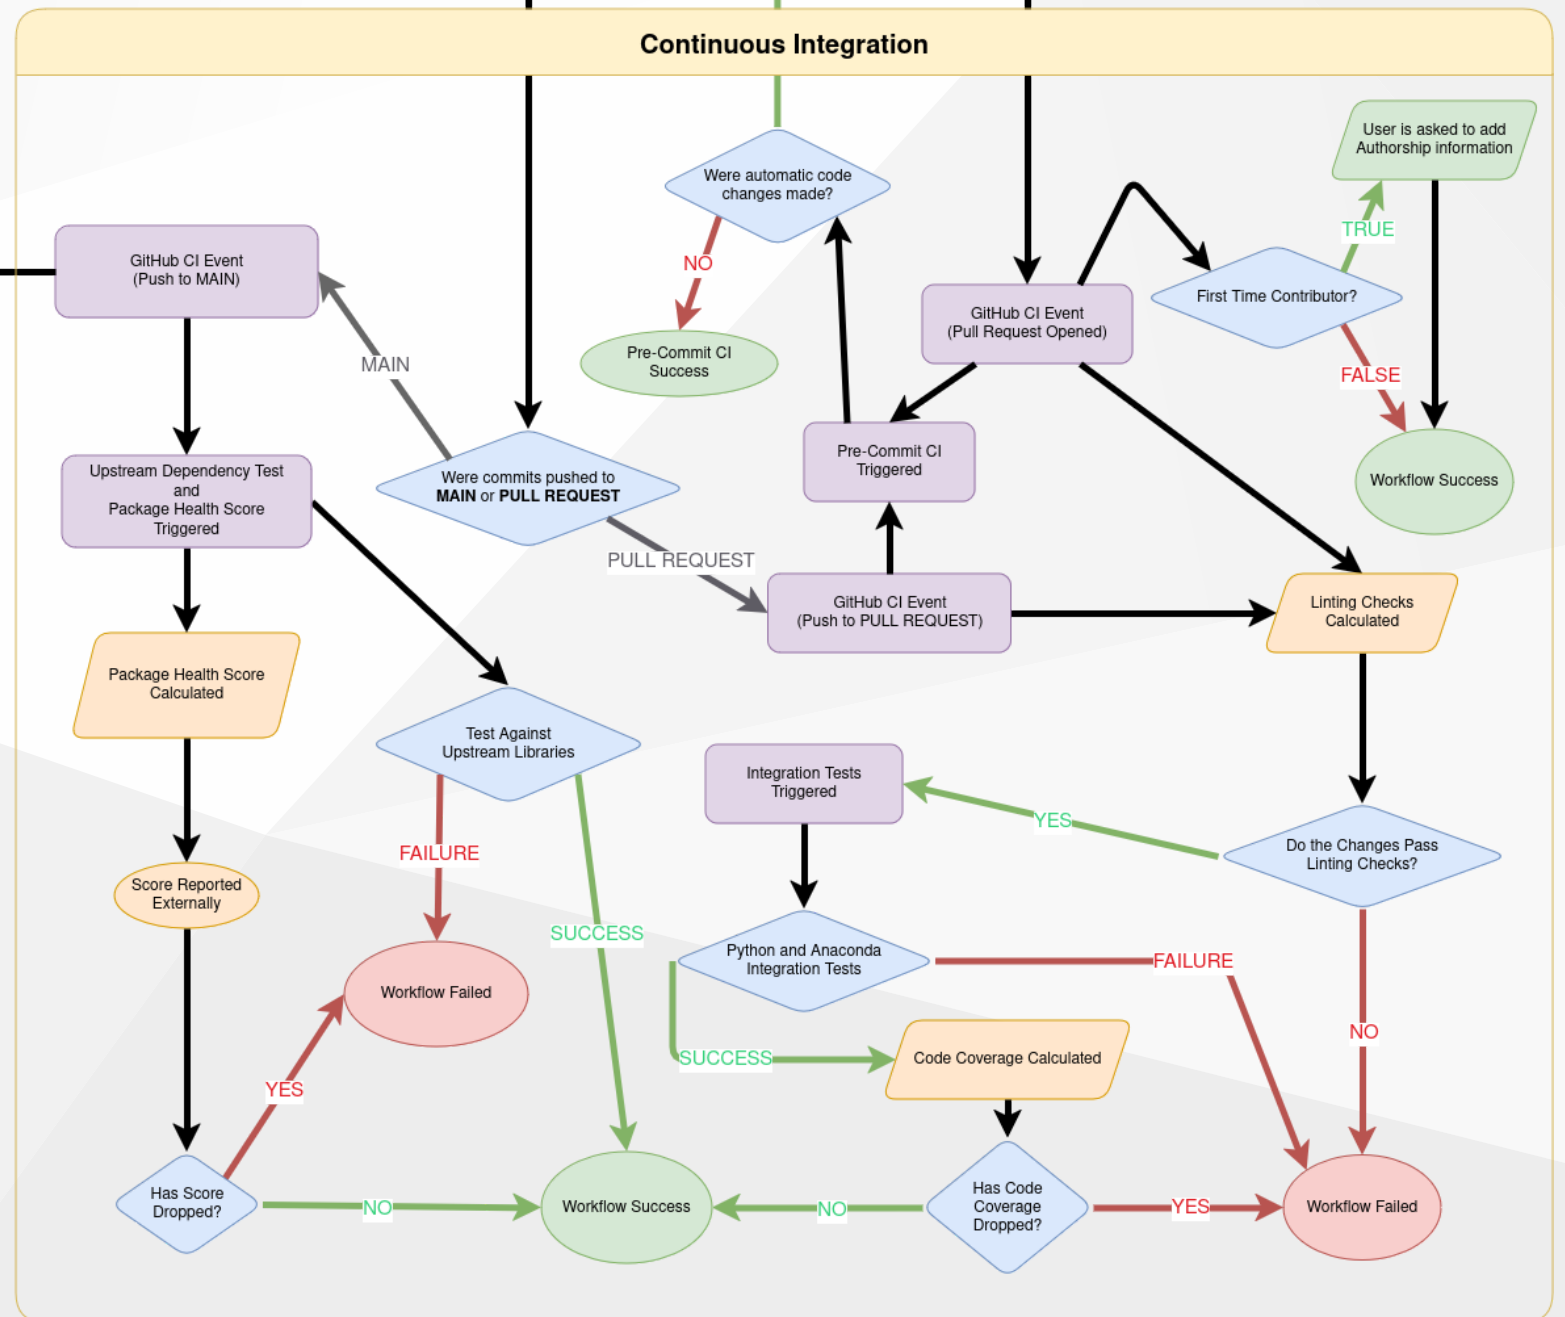 Continuous Integration
User is asked to add
Authorship information
Were automatic code
changes made?
TRUE
NO
GitHub CI Event
(Push to MAIN)
First Time Contributor?
GitHub CI Event
(Pull Request Opened)
MAIN
Pre-Commit CI
Success
FALSE
Were commits pushed to
MAIN or PULL REQUEST
Pre-Commit CI
Triggered
Workflow Success
Upstream Dependency Test
and
Package Health Score
Triggered
PULL REQUEST
GitHub CI Event
(Push to PULL REQUEST)
Linting Checks
Calculated
Package Health Score
Calculated
Test Against
Upstream Libraries
Integration Tests
Triggered
YES
Do the Changes Pass
Linting Checks?
FAILURE
Score Reported
Externally
SUCCESS
Python and Anaconda
Integration Tests
FAILURE
Workflow Failed
NO
SUCCESS
Code Coverage Calculated
YES
Has Score
Dropped?
NO
Workflow Success
NO
Has Code
Coverage
Dropped?
YES
Workflow Failed